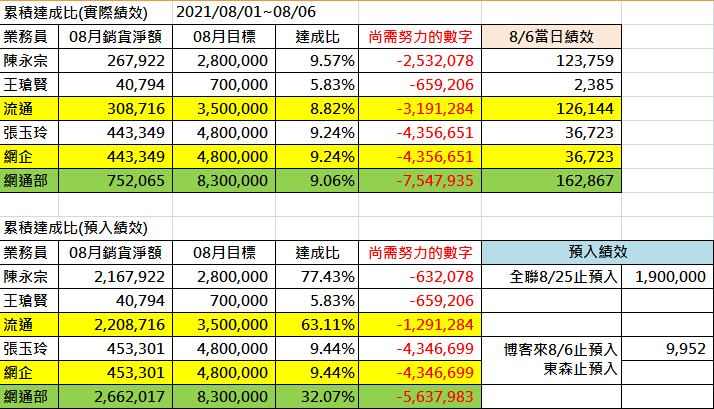 累積達成比(實際績效) 2021/08/01~08/06
業務員 08月銷貨淨額 08月目標 達成比 尚需努力的數字 8/6當日績效
陳永宗 267,922 2,800,000 9.57% -2,532,078 123,759
王瑲賢 40,794 700,000 5.83% -659,206 2,385
流通 308,716 3,500,000 8.82% -3,191,284 126,144
張玉玲 443,349 4,800,000 9.24% -4,356,651 36,723
網企 443,349 4,800,000 9.24% -4,356,651 36,723
網通部 752,065 8,300,000 9.06% -7,547,935 162,867
累積達成比(預入績效)
業務員 08月銷貨淨額 08月目標 達成比 尚需努力的數字 預入績效
陳永宗 2,167,922 2,800,000 77.43% -632,078 全聯8/25止預入 1,900,000
王瑲賢 40,794 700,000 5.83% -659,206
流通 2,208,716 3,500,000 63.11% -1,291,284
張玉玲 453,301 4,800,000 9.44% -4,346,699 博客來8/6止預入 9,952
網企 453,301 4,800,000 9.44% -4,346,699 東森止預入
網通部 2,662,017 8,300,000 32.07% -5,637,983